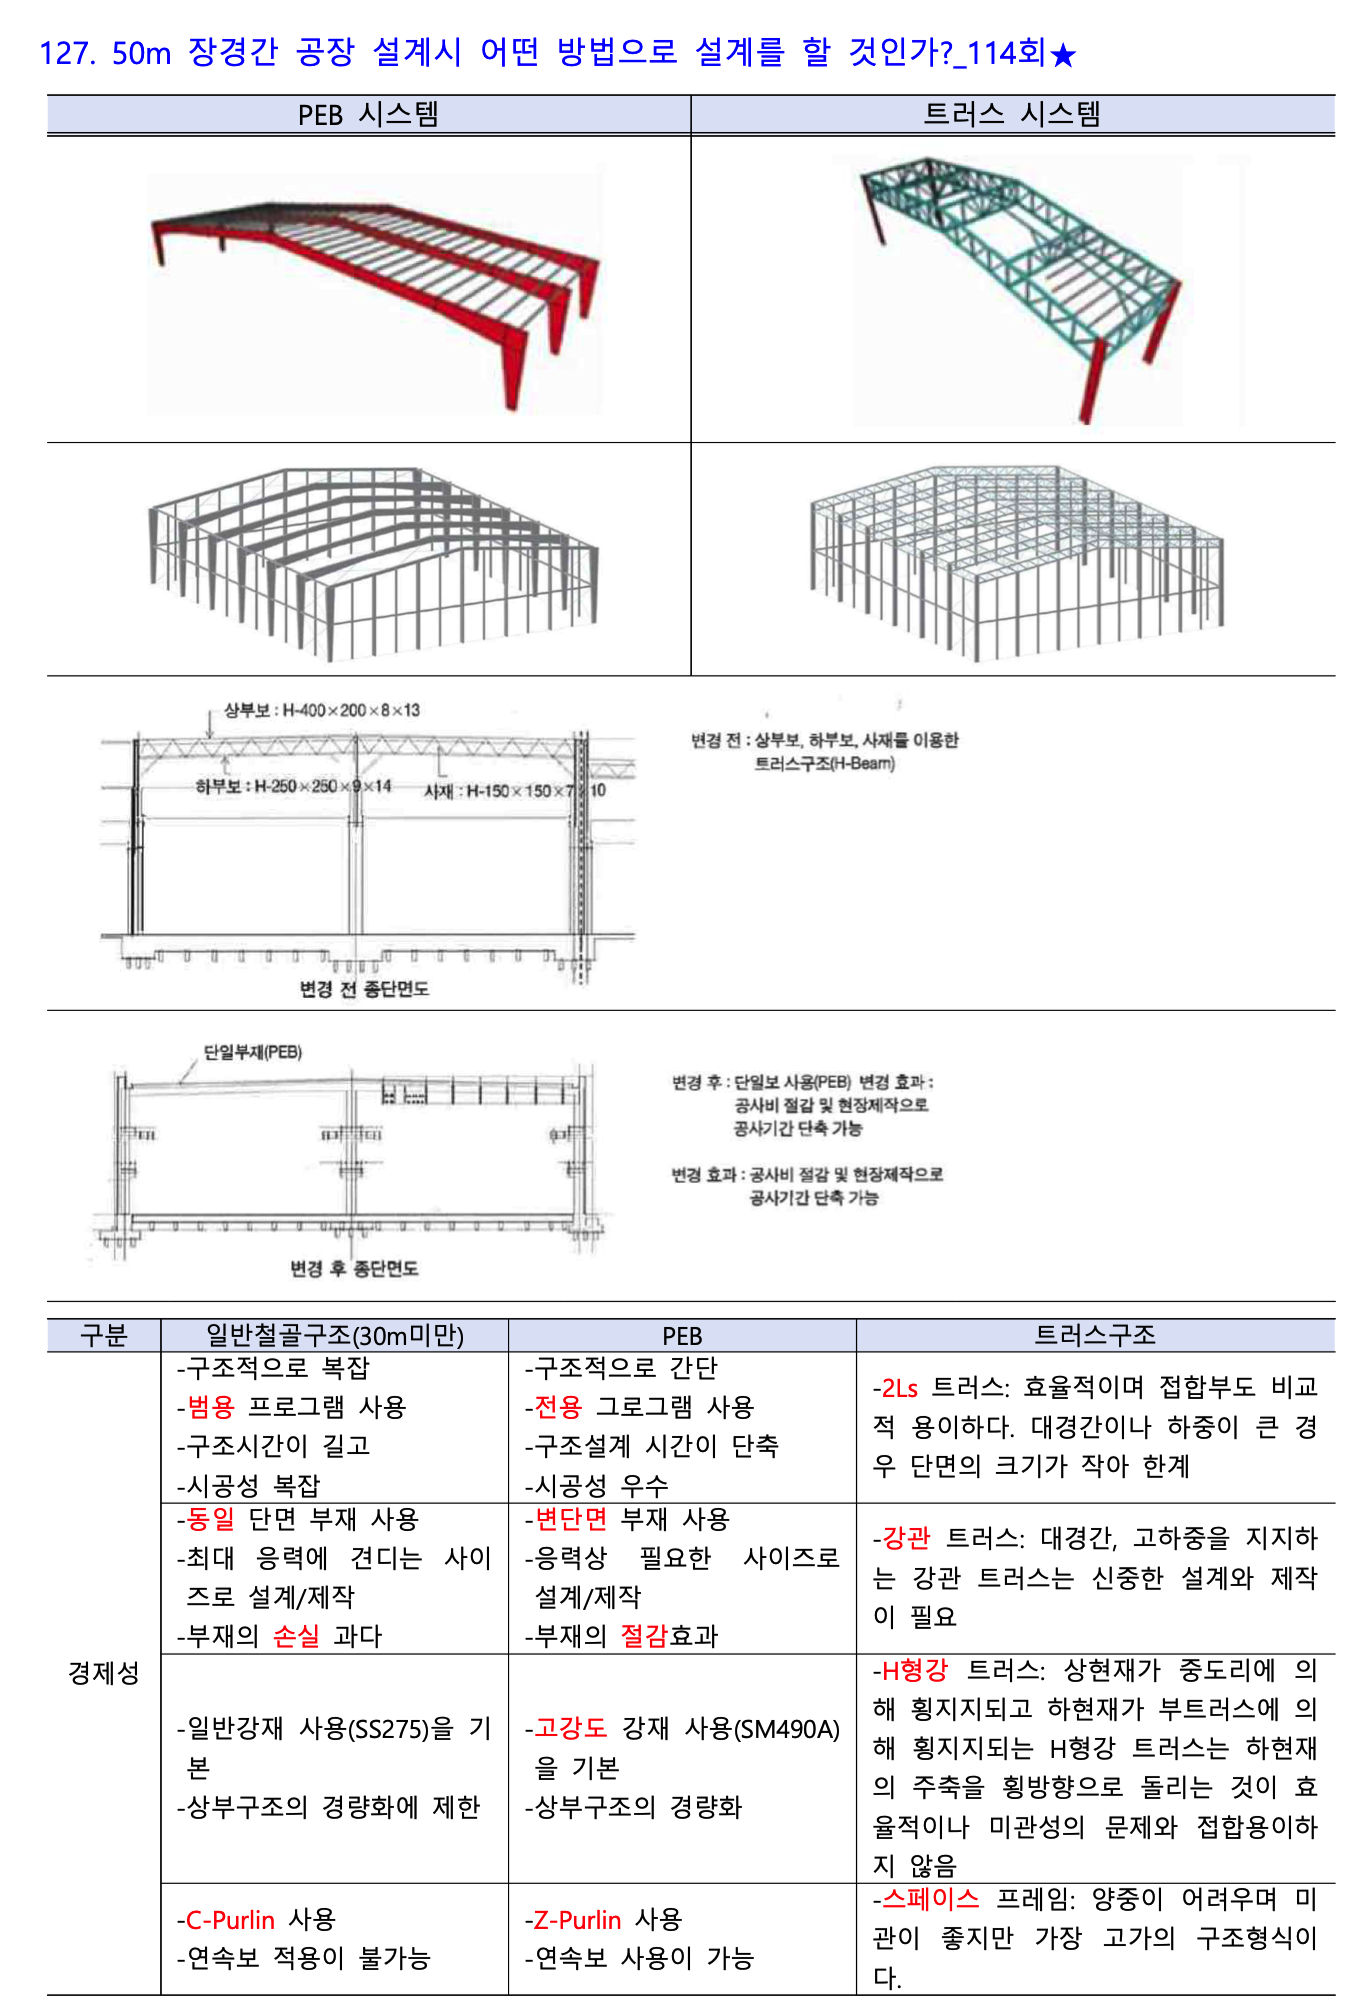 127. 50m 장경간 공장 설계시 어떤 방법으로 설계를 할 것인가?_114회★
PEB 시스템
트러스 시스템
상부보 : H-400×200×8×13
하부보 : H-250×250×9×14
사재 : H-150×150×7 10
변경 전 종단면도
변경 전 : 상부보, 하부보, 사재를 이용한
트러스구조(H-Beam)
단일부재(PEB)
변경 후 종단면도
변경 후 : 단일보 사용(PEB) 변경 효과 :
공사비 절감 및 현장제작으로
공사기간 단축 가능
변경 효과 : 공사비 절감 및 현장제작으로
공사기간 단축 가능
구분
일반철골구조(30m미만)
PEB
트러스구조
경제성
-구조적으로 복잡
-범용 프로그램 사용
-구조시간이 길고
-시공성 복잡
-구조적으로 간단
-전용 그로그램 사용
-구조설계 시간이 단축
-시공성 우수
-2Ls 트러스: 효율적이며 접합부도 비교
적 용이하다. 대경간이나 하중이 큰 경
우 단면의 크기가 작아 한계
-동일 단면 부재 사용
-최대 응력에 견디는 사이
즈로 설계/제작
-부재의 손실 과다
-변단면 부재 사용
-응력상 필요한 사이즈로
설계/제작
-부재의 절감효과
-강관 트러스: 대경간, 고하중을 지지하
는 강관 트러스는 신중한 설계와 제작
이 필요
-일반강재 사용(SS275)을 기
본
-상부구조의 경량화에 제한
-고강도 강재 사용(SM490A)
을 기본
-상부구조의 경량화
-H형강 트러스: 상현재가 중도리에 의
해 횡지지되고 하현재가 부트러스에 의
해 횡지지되는 H형강 트러스는 하현재
의 주축을 횡방향으로 돌리는 것이 효
율적이나 미관성의 문제와 접합용이하
지 않음
-C-Purlin 사용
-연속보 적용이 불가능
-Z-Purlin 사용
-연속보 사용이 가능
-스페이스 프레임: 양중이 어려우며 미
관이 좋지만 가장 고가의 구조형식이
다.